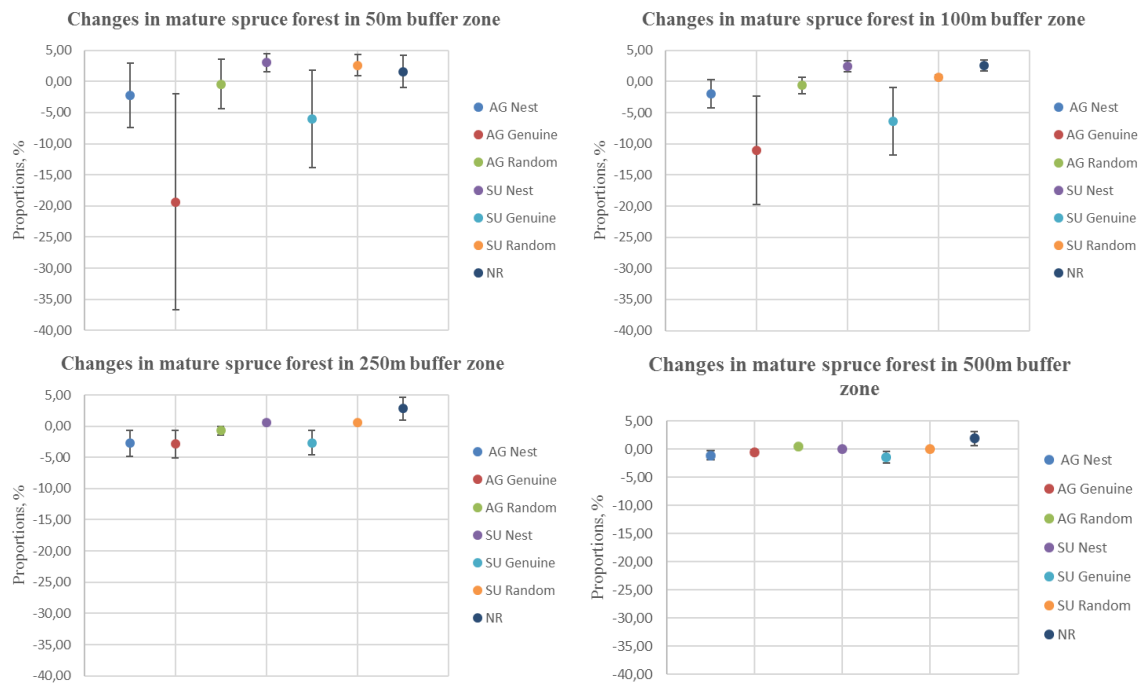 Changes in mature spruce forest in 50m buffer zone
5,00
0,00
-5,00
-10,00
-15,00
-20,00
-25,00
-30,00
-35,00
-40,00
Proportions, %
AG Nest
AG Genuine
AG Random
SU Nest
SU Genuine
SU Random
NR
Changes in mature spruce forest in 100m buffer zone
5,00
0,00
-5,00
-10,00
-15,00
-20,00
-25,00
-30,00
-35,00
-40,00
Proportions, %
AG Nest
AG Genuine
AG Random
SU Nest
SU Genuine
SU Random
NR
Changes in mature spruce forest in 250m buffer zone
5,00
0,00
-5,00
-10,00
-15,00
-20,00
-25,00
-30,00
-35,00
-40,00
Proportions, %
AG Nest
AG Genuine
AG Random
SU Nest
SU Genuine
SU Random
NR
Changes in mature spruce forest in 500m buffer
zone
5,00
0,00
-5,00
-10,00
-15,00
-20,00
-25,00
-30,00
-35,00
-40,00
Proportions, %
AG Nest
AG Genuine
AG Random
SU Nest
SU Genuine
SU Random
NR